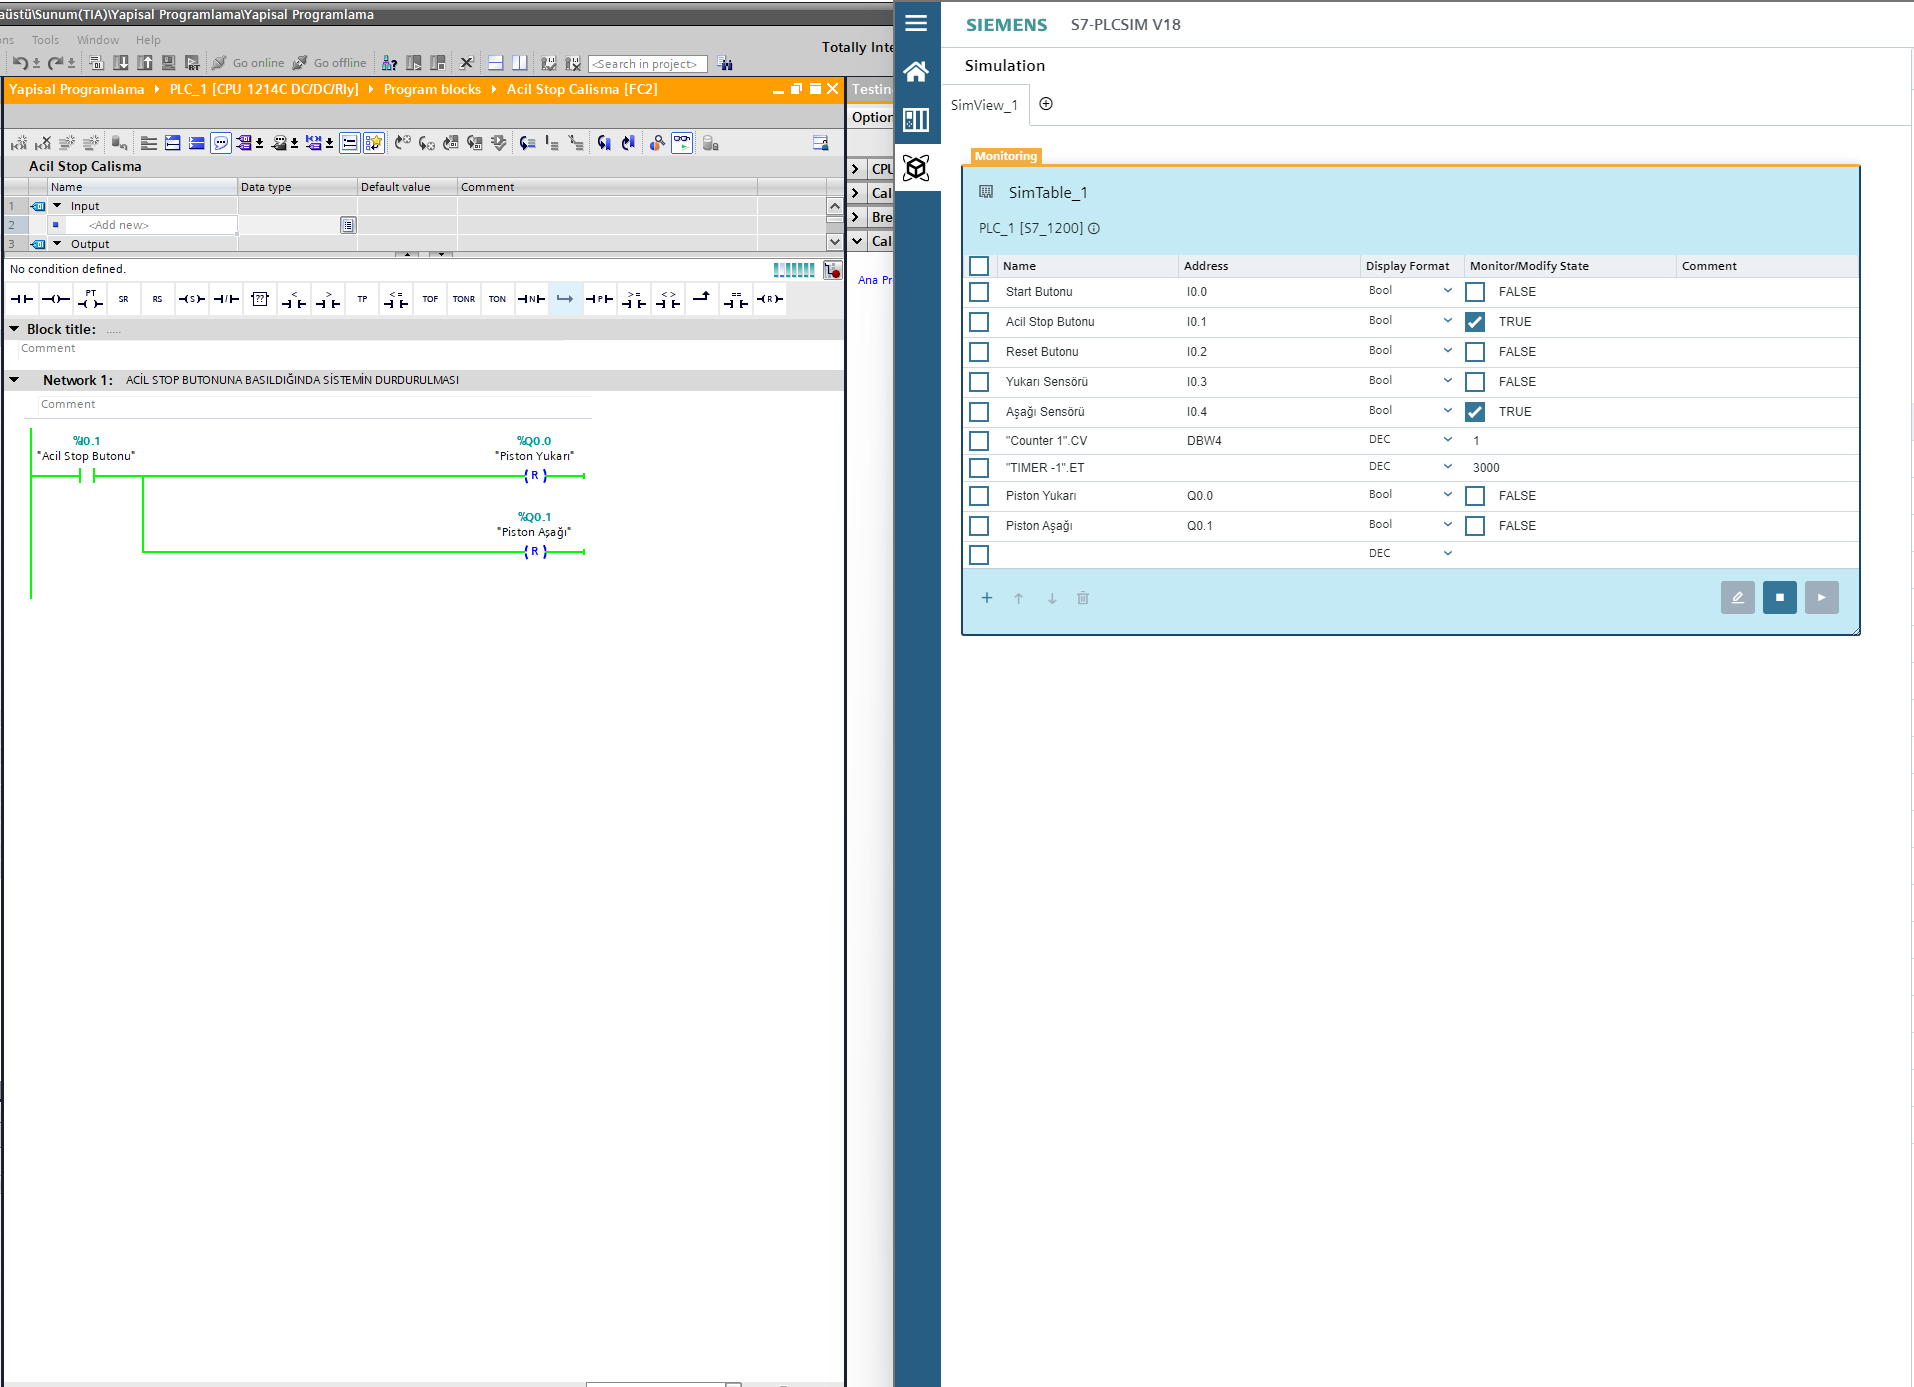 aüstü\Sunum(TIA)\Yapisal Programlama\Yapisal Programlama
ns Tools Window Help
Totally Inte
Go online Go offline <Search in project>
Yapisal Programlama PLC_1 [CPU 1214C DC/DC/Rly] Program blocks Acil Stop Calisma [FC2]
Testin
Option
CPU
Cal
Bre
Cal
Ana Pr
Acil Stop Calisma
Name Data type Default value Comment
1 Input
2 <Add new>
3 Output
No condition defined.
PT SR RS (S) ?? < > TP <= TOF TONR TON N P >= <> == (R)
Block title: .....
Comment
Network 1: ACİL STOP BUTONUNA BASILDIĞINDA SİSTEMİN DURDURULMASI
Comment
%I0.1
"Acil Stop Butonu"
%Q0.0
"Piston Yukarı"
( R )
%Q0.1
"Piston Aşağı"
( R )
SIEMENS S7-PLCSIM V18
Simulation
SimView_1
Monitoring
SimTable_1
PLC_1 [S7_1200]
Name Address Display Format Monitor/Modify State Comment
Start Butonu I0.0 Bool FALSE
Acil Stop Butonu I0.1 Bool TRUE
Reset Butonu I0.2 Bool FALSE
Yukarı Sensörü I0.3 Bool FALSE
Aşağı Sensörü I0.4 Bool TRUE
"Counter 1".CV DBW4 DEC 1
"TIMER -1".ET DEC 3000
Piston Yukarı Q0.0 Bool FALSE
Piston Aşağı Q0.1 Bool FALSE
DEC